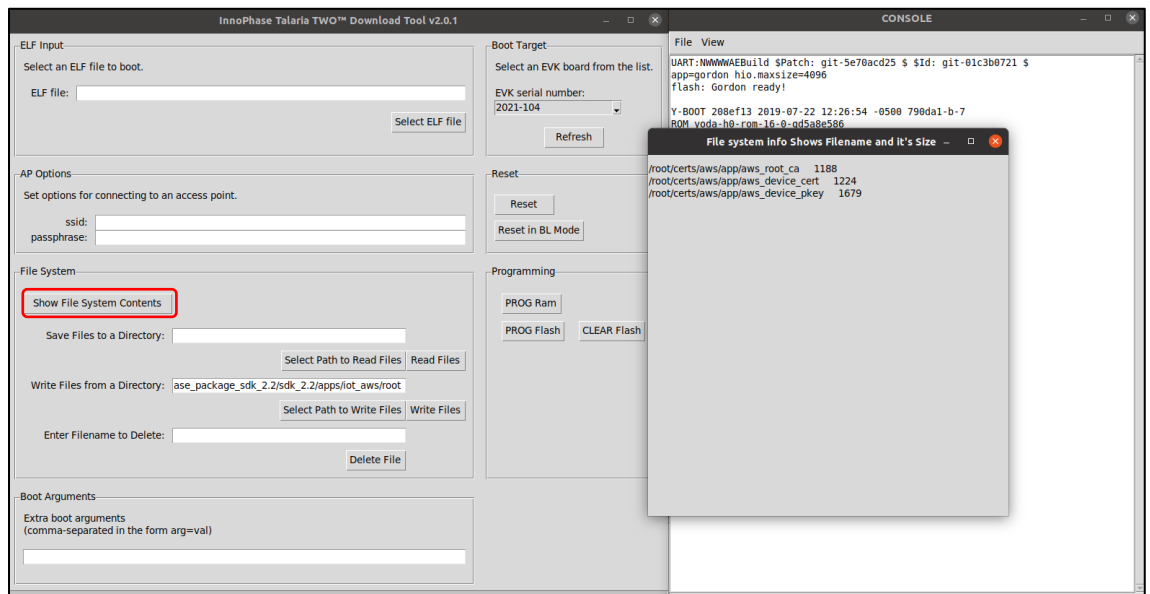 InnoPhase Talaria TWO™ Download Tool v2.0.1
ELF Input
Select an ELF file to boot.
ELF file:
Select ELF file
Boot Target
Select an EVK board from the list.
EVK serial number:
2021-104
Refresh
AP Options
Set options for connecting to an access point.
ssid:
passphrase:
Reset
Reset
Reset in BL Mode
File System
Show File System Contents
Save Files to a Directory:
Select Path to Read Files
Read Files
Write Files from a Directory:
ase_package_sdk_2.2/sdk_2.2/apps/iot_aws/root
Select Path to Write Files
Write Files
Enter Filename to Delete:
Delete File
Programming
PROG Ram
PROG Flash
CLEAR Flash
Boot Arguments
Extra boot arguments
(comma-separated in the form arg=val)
CONSOLE
File View
UART:NWWWWAEBuild $Patch: git-5e70acd25 $ $Id: git-01c3b0721 $
app=gordon hio.maxsize=4096
flash: Gordon ready!
Y-BOOT 208ef13 2019-07-22 12:26:54 -0500 790da1-b-7
ROM yoda-h0-rom-16-0-gd5a8e586
File system info Shows Filename and it's Size
/root/certs/aws/app/aws_root_ca 1188
/root/certs/aws/app/aws_device_cert 1224
/root/certs/aws/app/aws_device_pkey 1679